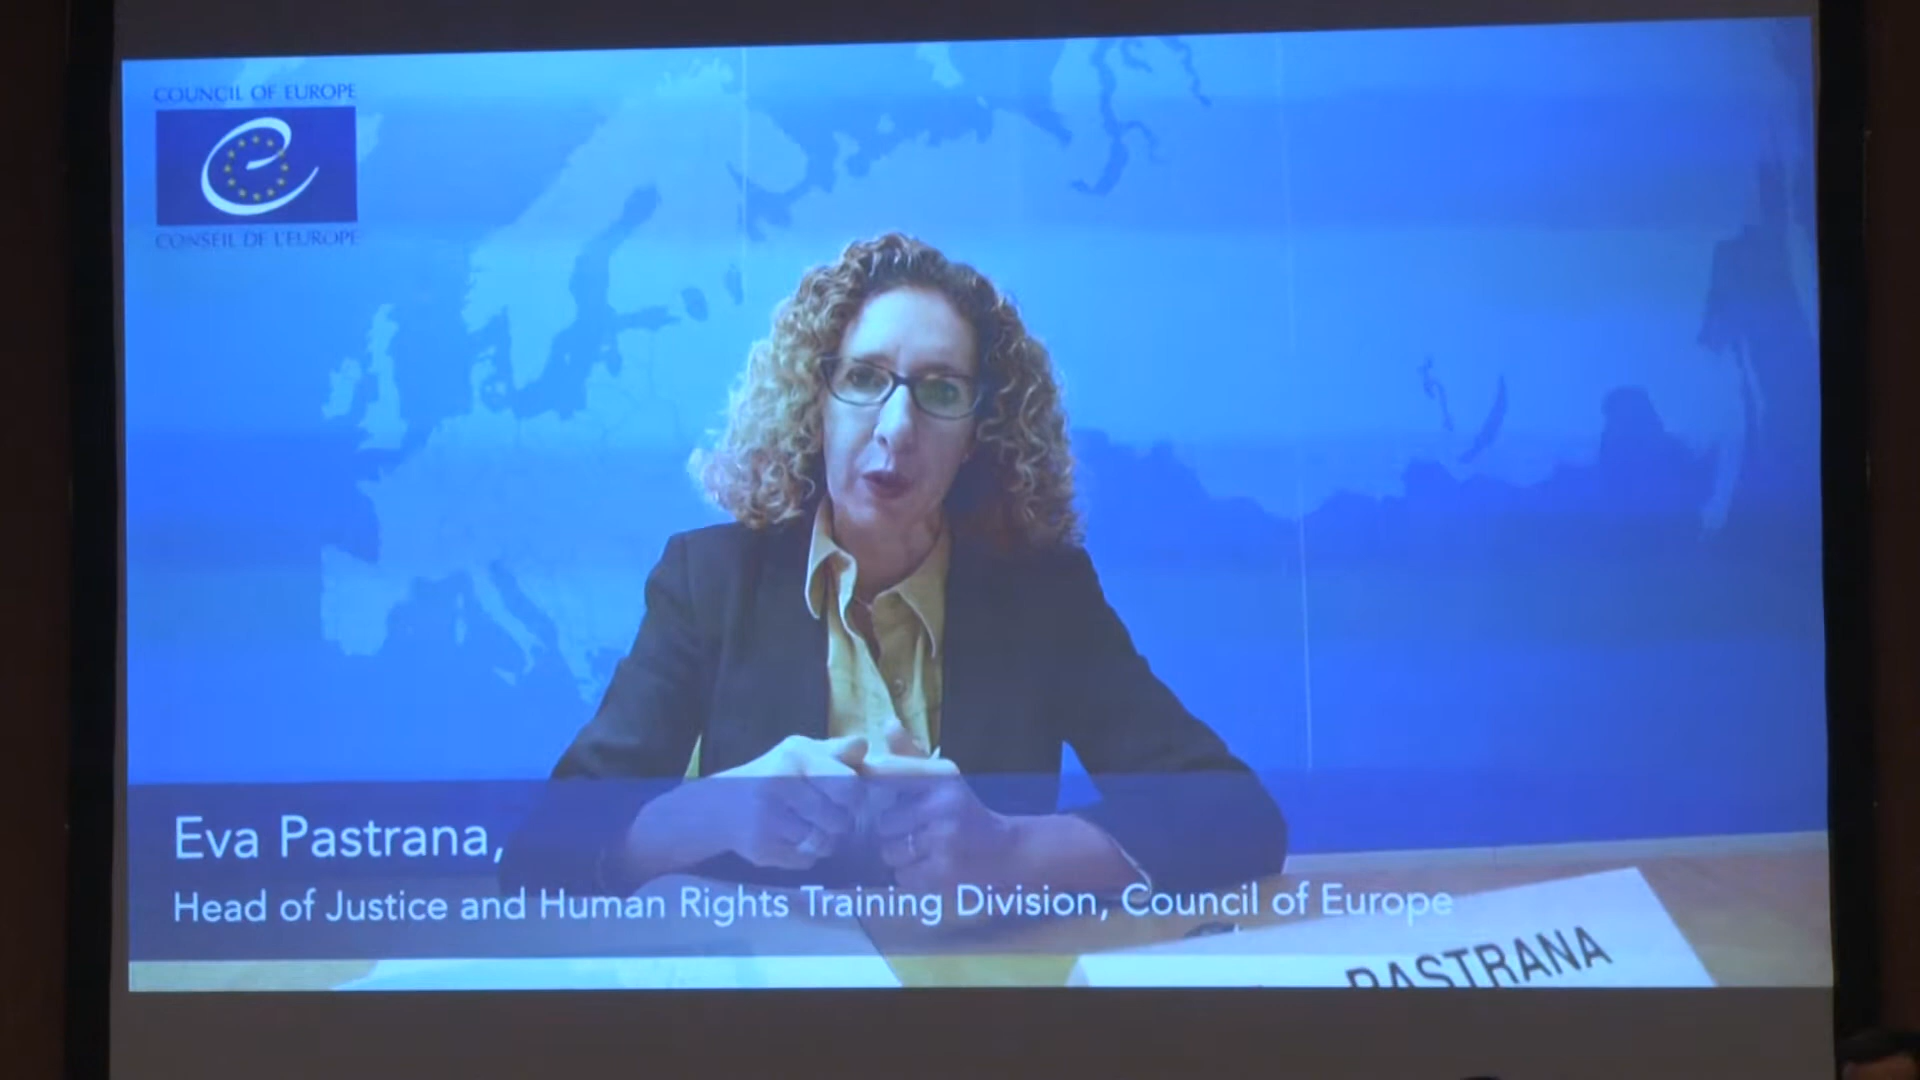 COUNCIL OF EUROPE
CONSEIL DE L'EUROPE
Eva Pastrana,
Head of Justice and Human Rights Training Division, Council of Europe
PASTRANA